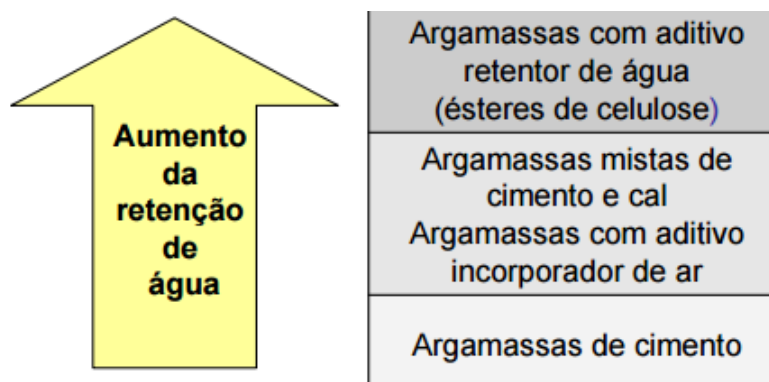 Aumento
da
retenção
de
água
Argamassas com aditivo
retentor de água
(ésteres de celulose)
Argamassas mistas de
cimento e cal
Argamassas com aditivo
incorporador de ar
Argamassas de cimento